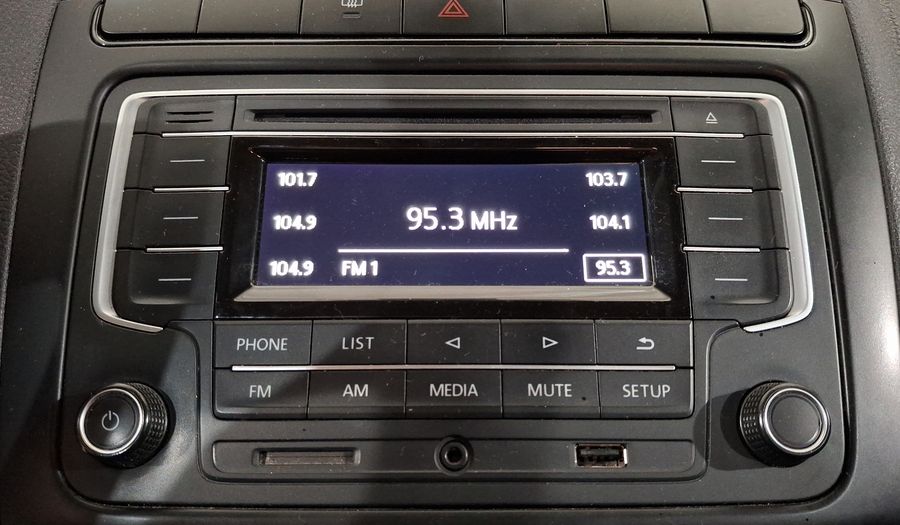 101.7 103.7
95.3 MHz
104.9 104.1
104.9 FM 1 95.3
PHONE LIST
FM AM MEDIA MUTE SETUP